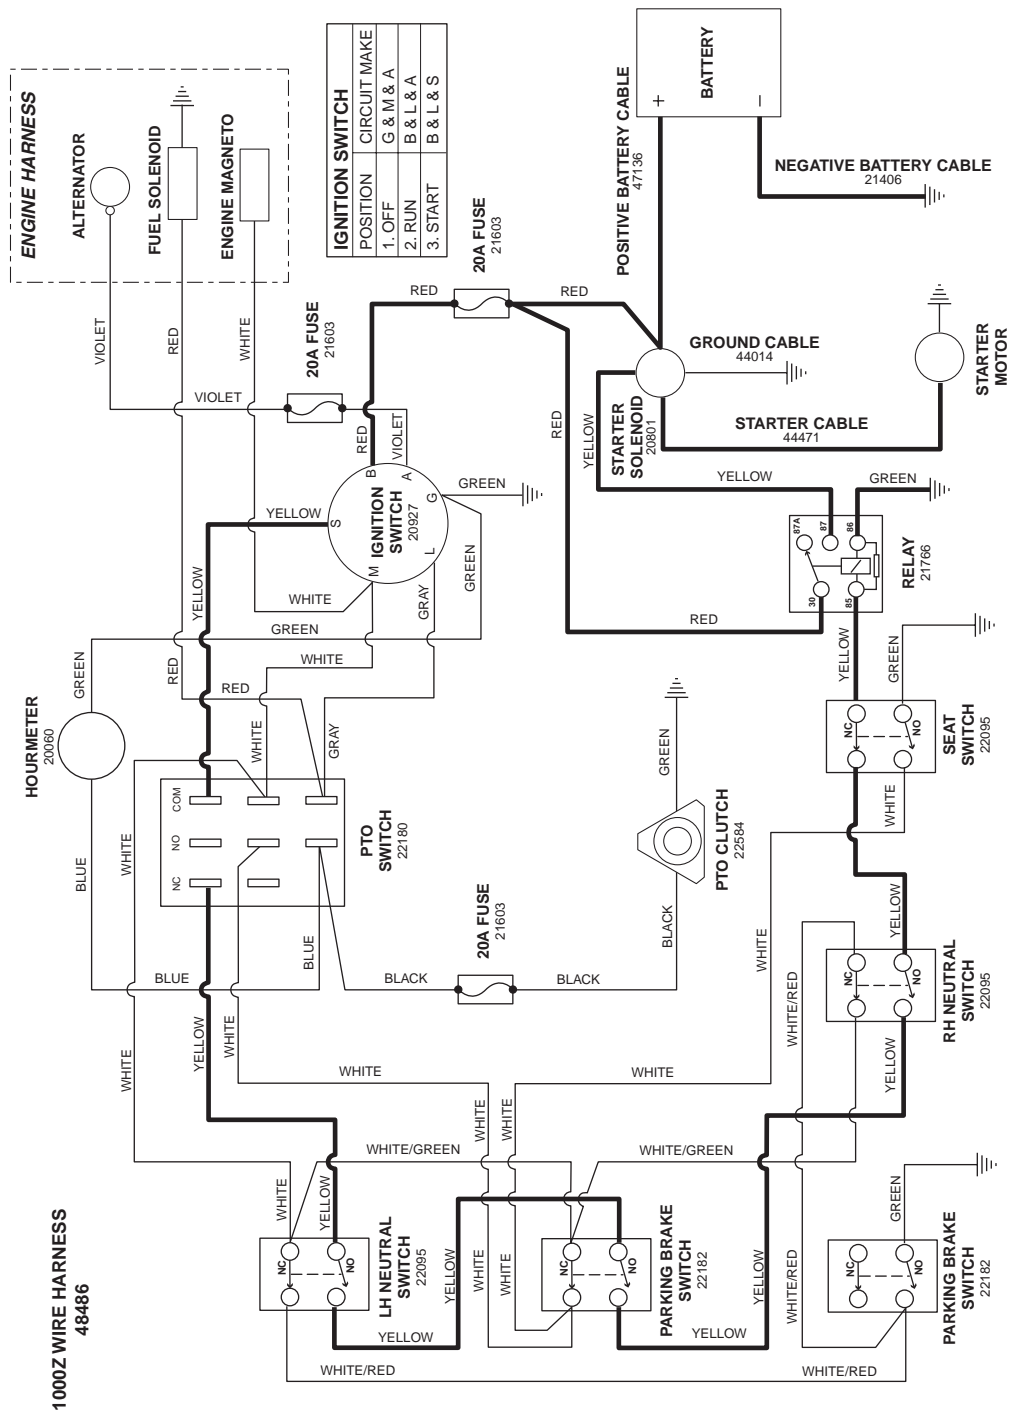 1000Z WIRE HARNESS
48486
ENGINE HARNESS
ALTERNATOR
FUEL SOLENOID
ENGINE MAGNETO
VIOLET
RED
WHITE
IGNITION SWITCH
POSITION CIRCUIT MAKE
1. OFF G & M & A
2. RUN B & L & A
3. START B & L & S
20A FUSE
21603
VIOLET
VIOLET
20A FUSE
21603
RED
RED
RED
BATTERY
+
–
POSITIVE BATTERY CABLE
47136
NEGATIVE BATTERY CABLE
21406
GROUND CABLE
44014
STARTER
SOLENOID
20801
STARTER CABLE
44471
STARTER
MOTOR
YELLOW
YELLOW
RED
RED
GREEN
RELAY
21766
87A
87
86
30
85
IGNITION
SWITCH
20927
B
A
G
L
M
S
YELLOW
YELLOW
GREEN
GREEN
GRAY
WHITE
GREEN
WHITE
RED
RED
WHITE
GRAY
HOURMETER
20060
GREEN
BLUE
WHITE
COM
NO
NC
PTO
SWITCH
22180
BLUE
BLUE
BLACK
BLACK
20A FUSE
21603
BLACK
PTO CLUTCH
22584
GREEN
YELLOW
GREEN
NC
NO
SEAT
SWITCH
22095
WHITE
WHITE
YELLOW
NC
NO
RH NEUTRAL
SWITCH
22095
WHITE/RED
YELLOW
WHITE
YELLOW
WHITE
WHITE
WHITE
WHITE
WHITE
WHITE/GREEN
WHITE/GREEN
WHITE
YELLOW
NC
NO
LH NEUTRAL
SWITCH
22095
YELLOW
YELLOW
WHITE
WHITE
NC
NO
PARKING BRAKE
SWITCH
22182
YELLOW
YELLOW
WHITE/RED
GREEN
NC
NO
PARKING BRAKE
SWITCH
22182
WHITE/RED
WHITE/RED